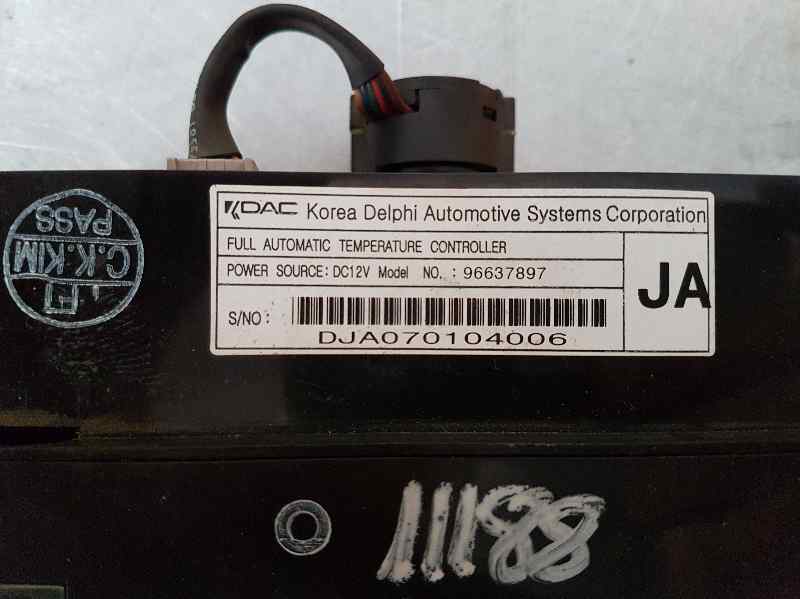 KDAC Korea Delphi Automotive Systems Corporation
FULL AUTOMATIC TEMPERATURE CONTROLLER
POWER SOURCE: DC12V Model NO. : 96637897
JA
S/NO :
DJA070104006
PASS
C.K.KIM
11188